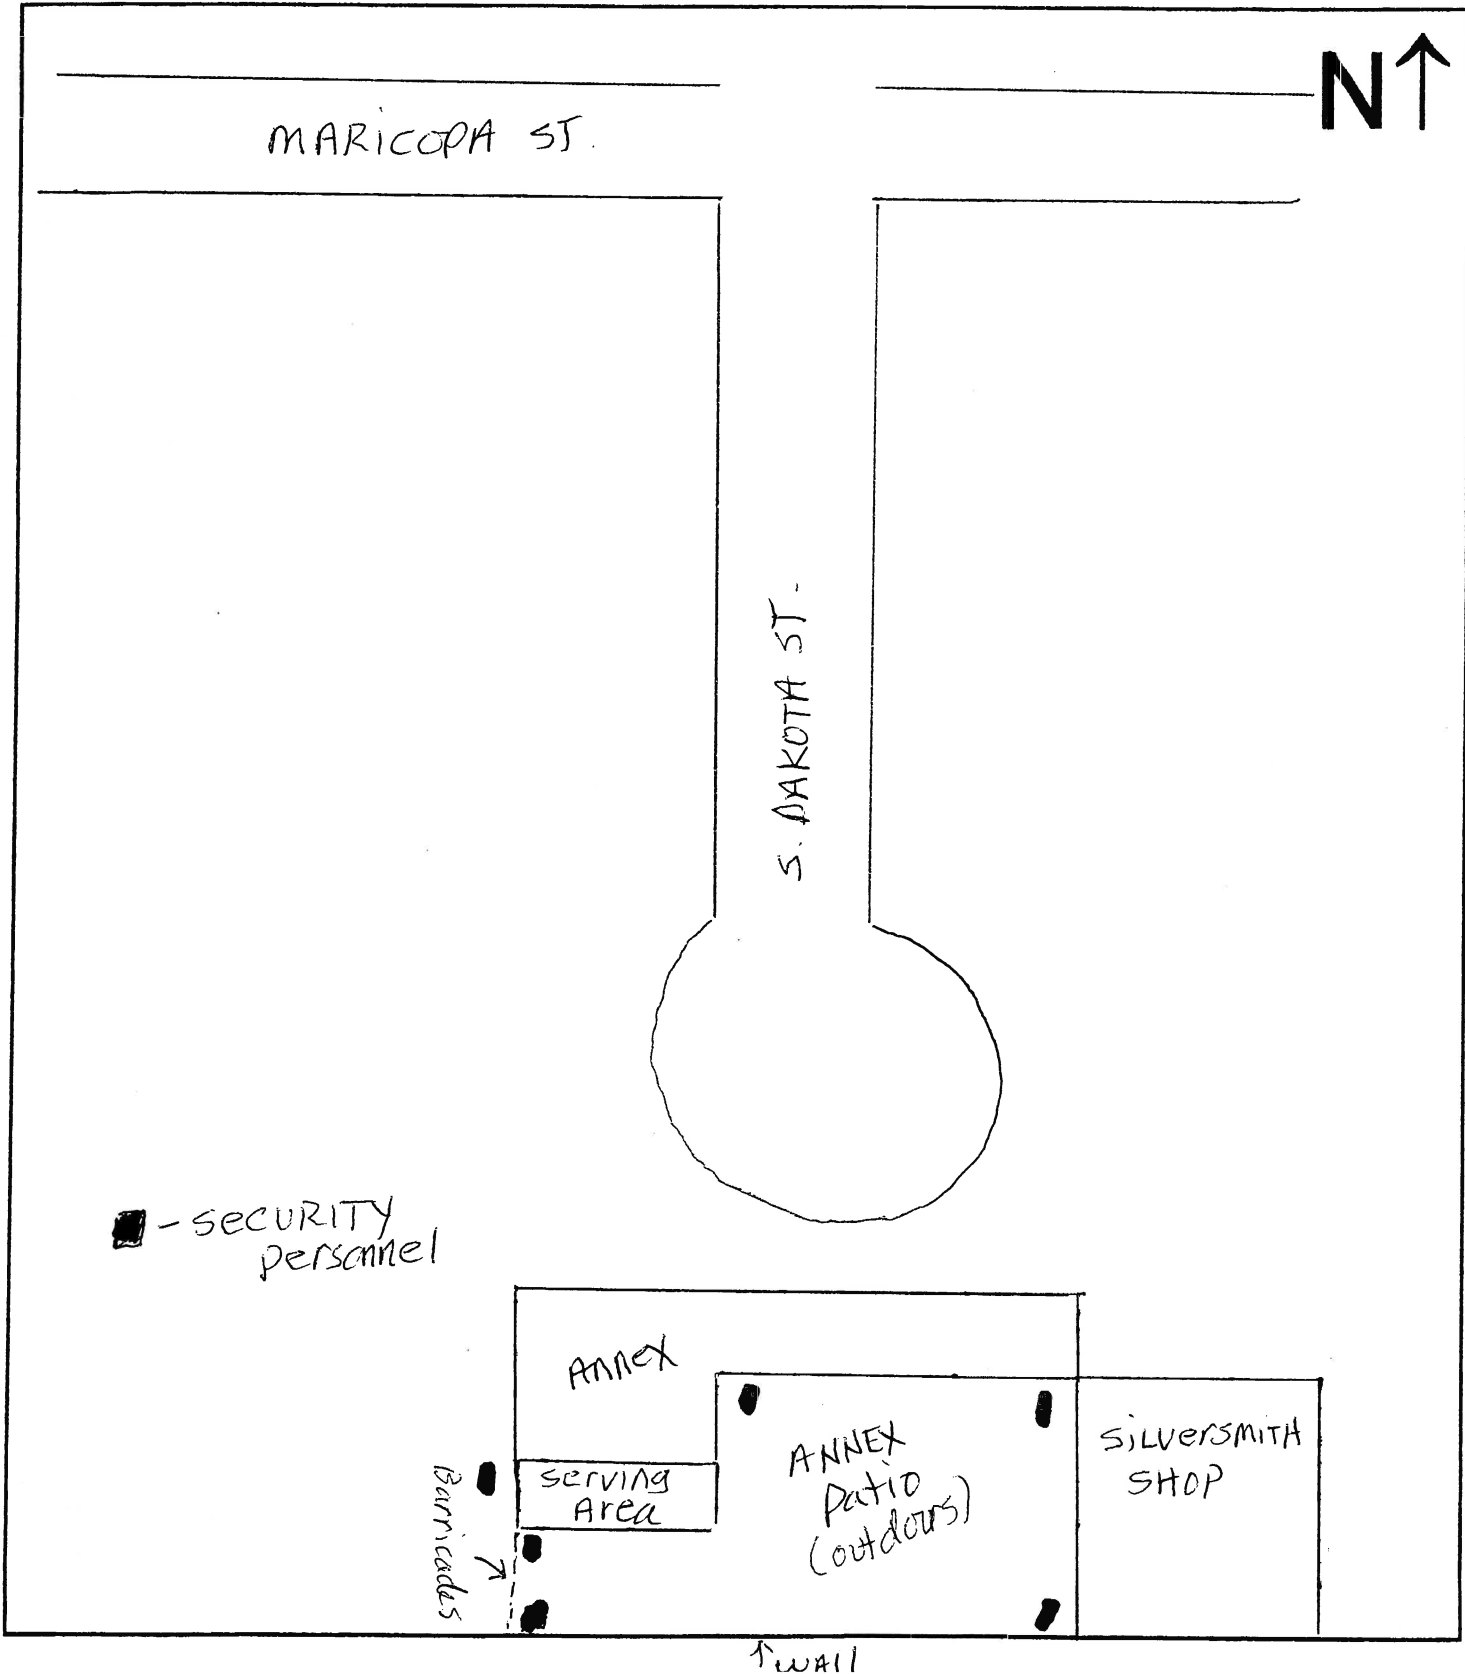 N
MARICOPA ST.
S. DAKOTA ST.
- SECURITY
personnel
ANNEX
Serving
Area
ANNEX
Patio
(outdoors)
SILVERSMITH
SHOP
Barricades
WALL